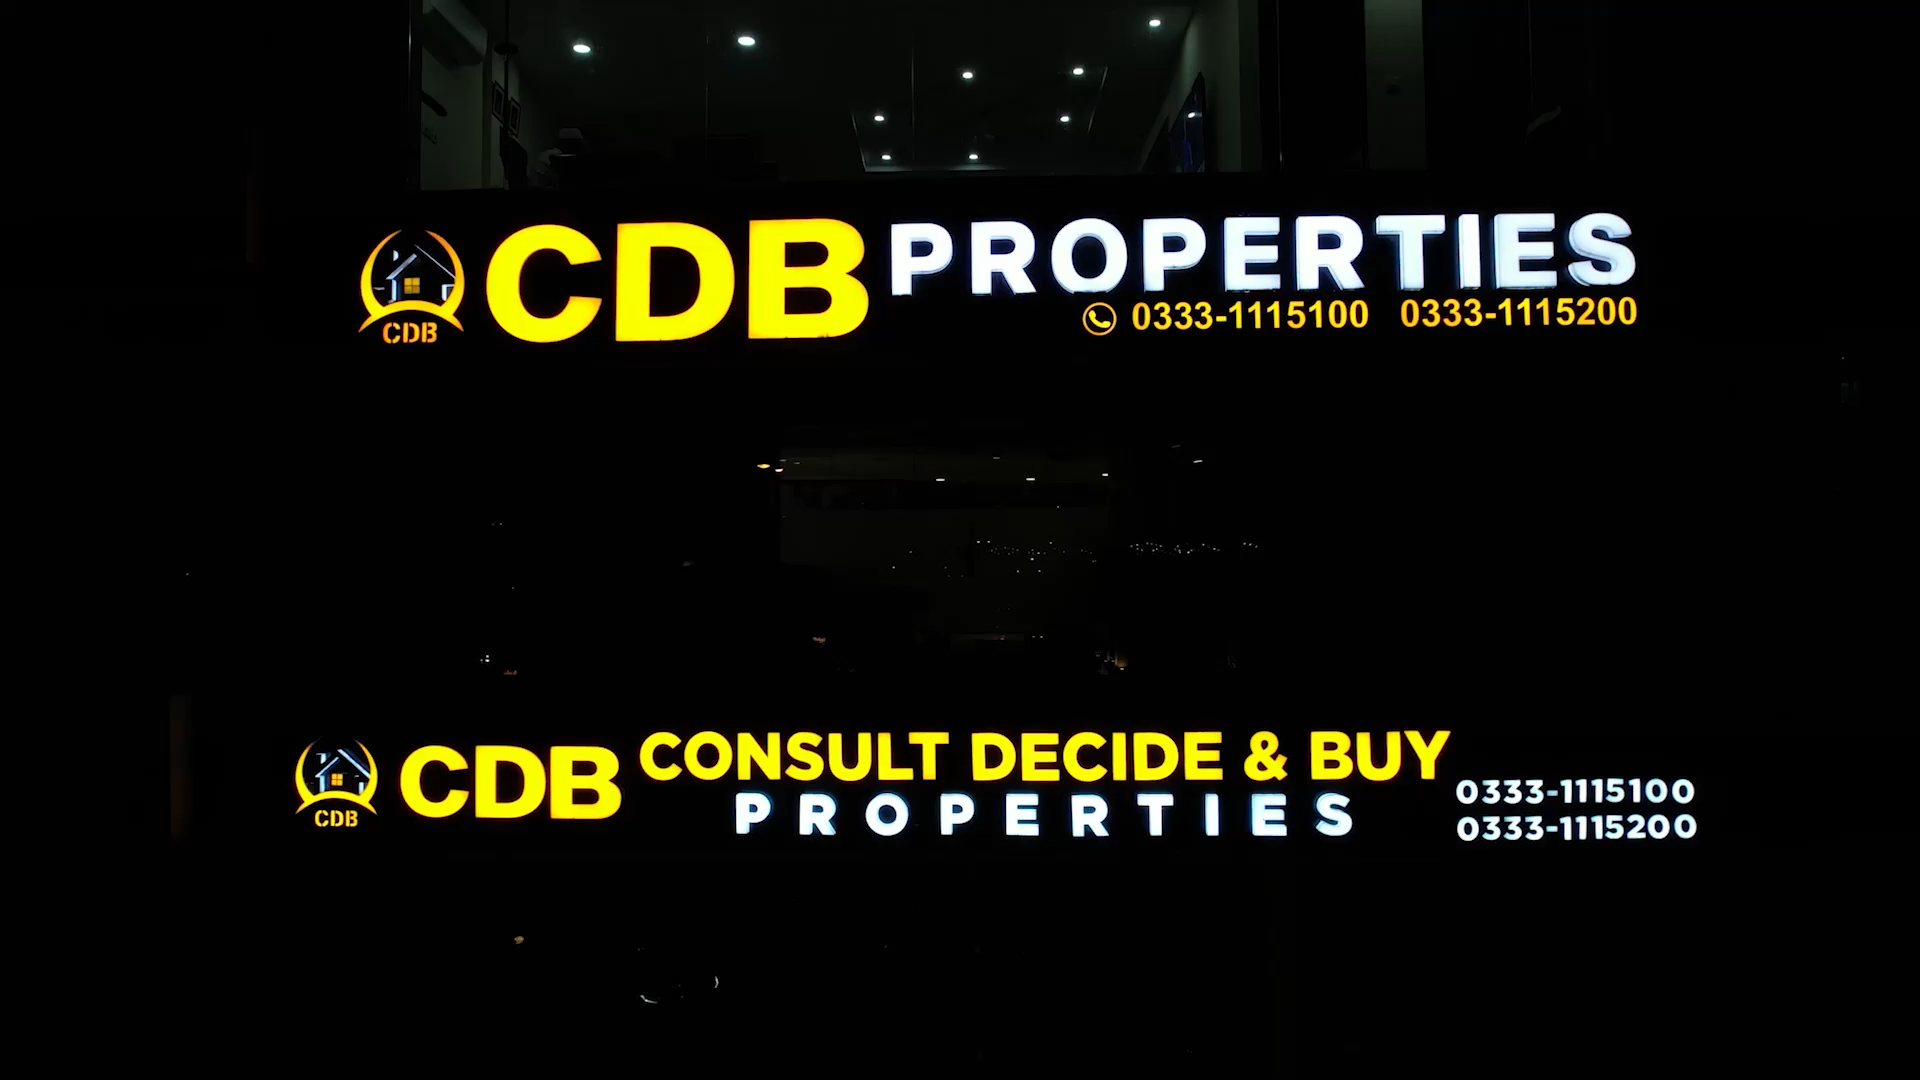 CDB PROPERTIES
CDB
0333-1115100 0333-1115200
CDB CONSULT DECIDE & BUY
PROPERTIES
CDB
0333-1115100
0333-1115200